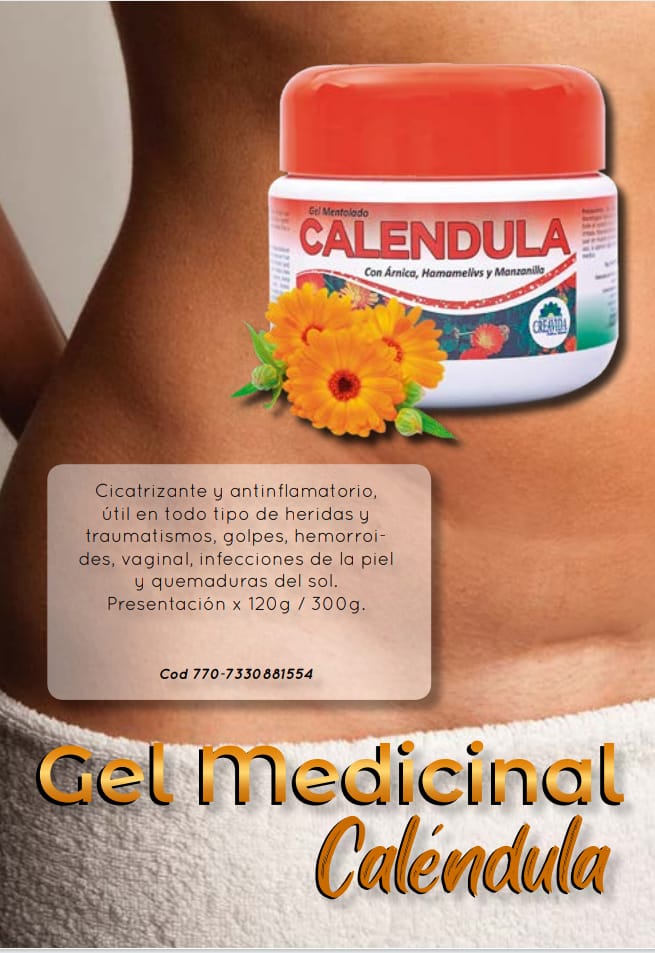 Gel Mentolado
CALENDULA
Con Árnica, Hamamelivs y Manzanilla
CREAVIDA
Cicatrizante y antinflamatorio,
útil en todo tipo de heridas y
traumatismos, golpes, hemorroi-
des, vaginal, infecciones de la piel
y quemaduras del sol.
Presentación x 120g / 300g.
Cod 770-7330881554
Gel Medicinal
Caléndula